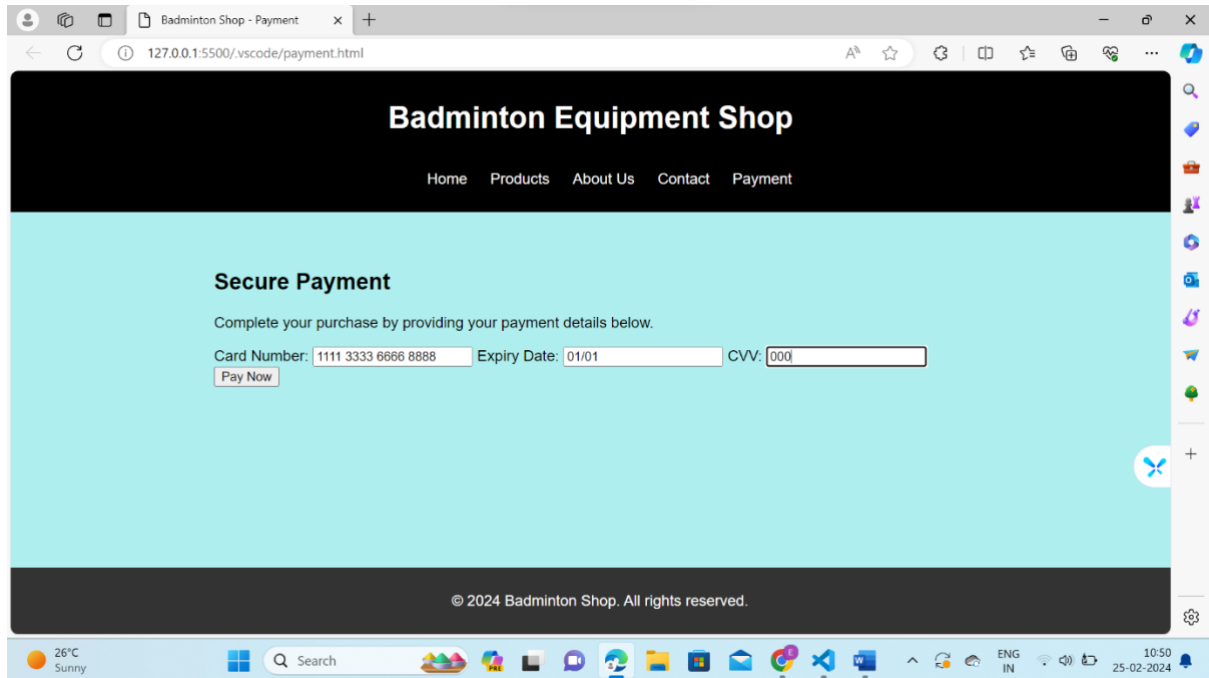 Badminton Shop - Payment
127.0.0.1:5500/.vscode/payment.html
Badminton Equipment Shop
Home Products About Us Contact Payment
Secure Payment
Complete your purchase by providing your payment details below.
Card Number: 1111 3333 6666 8888 Expiry Date: 01/01 CVV: 000
Pay Now
© 2024 Badminton Shop. All rights reserved.
26°C
Sunny
Search
PRE
ENG
IN
10:50
25-02-2024